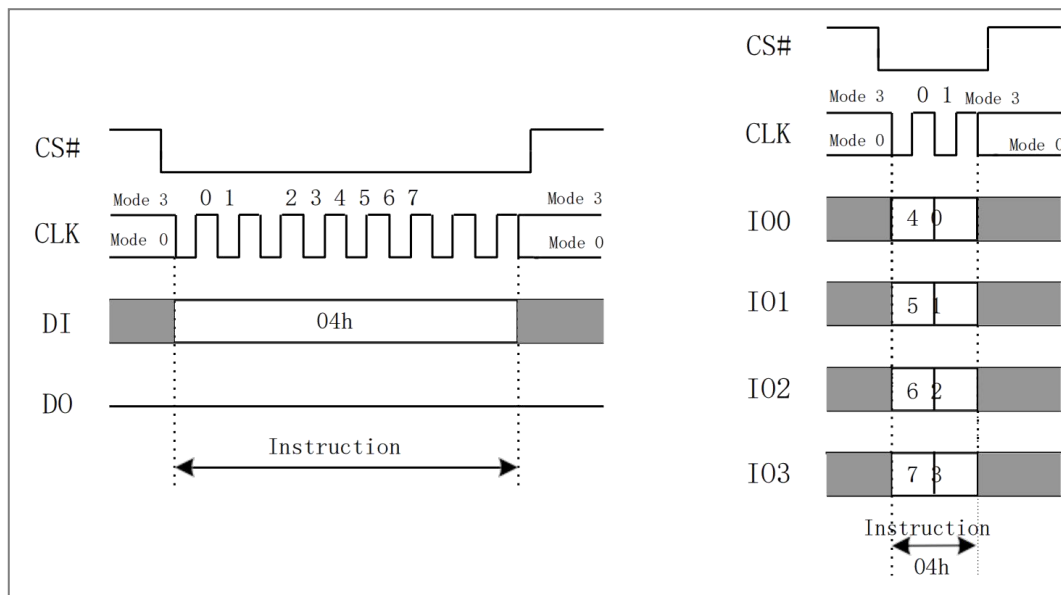 CS#
Mode 3 0 1 2 3 4 5 6 7 Mode 3
CLK
Mode 0 Mode 0
DI 04h
DO
Instruction
CS#
Mode 3 0 1 Mode 3
CLK
Mode 0 Mode 0
IO0 4 0
IO1 5 1
IO2 6 2
IO3 7 3
Instruction
04h